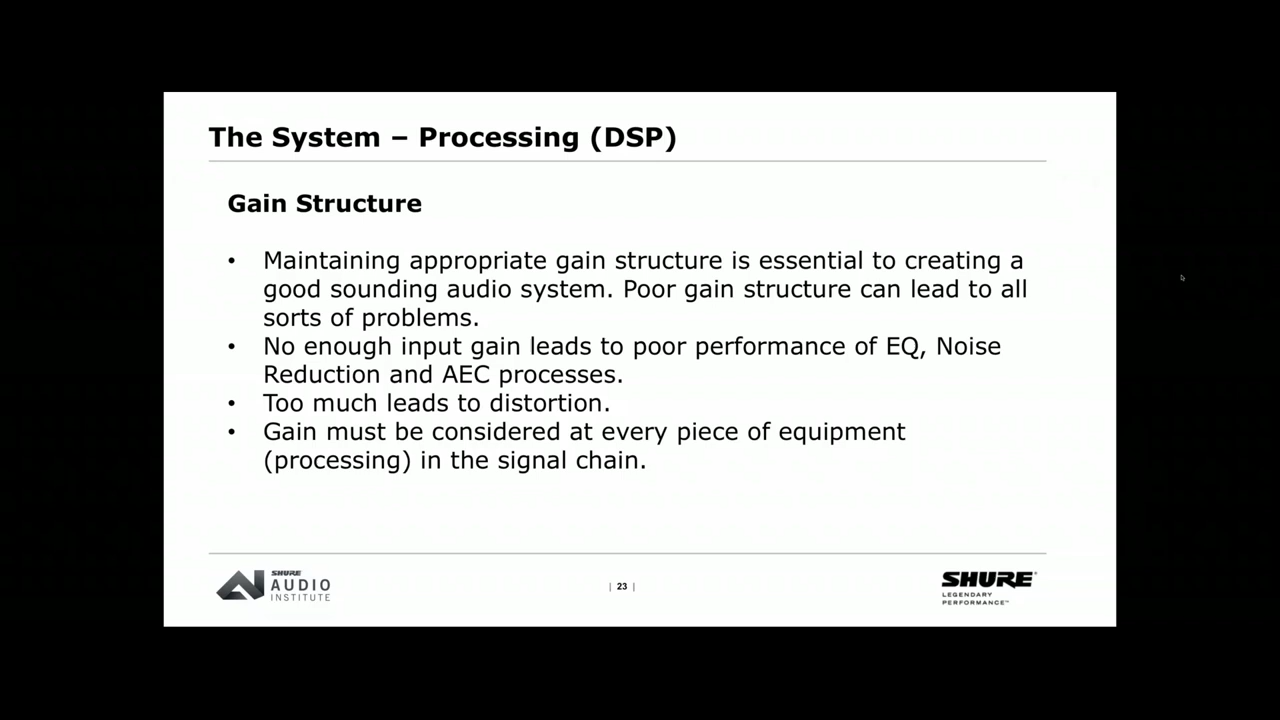 The System – Processing (DSP)
Gain Structure
• Maintaining appropriate gain structure is essential to creating a
good sounding audio system. Poor gain structure can lead to all
sorts of problems.
• No enough input gain leads to poor performance of EQ, Noise
Reduction and AEC processes.
• Too much leads to distortion.
• Gain must be considered at every piece of equipment
(processing) in the signal chain.
SHURE
AUDIO
INSTITUTE
| 23 |
SHURE®
LEGENDARY
PERFORMANCE™